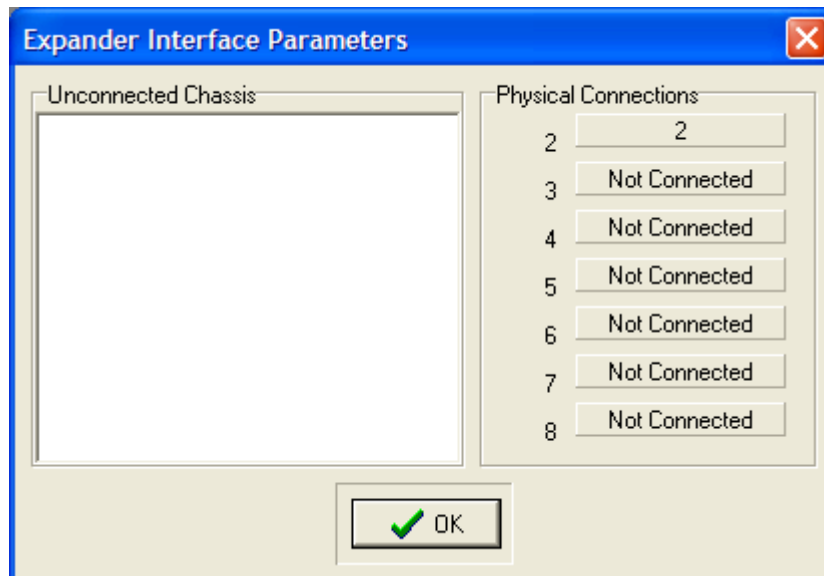 Expander Interface Parameters
Unconnected Chassis
Physical Connections
2 2
3 Not Connected
4 Not Connected
5 Not Connected
6 Not Connected
7 Not Connected
8 Not Connected
OK